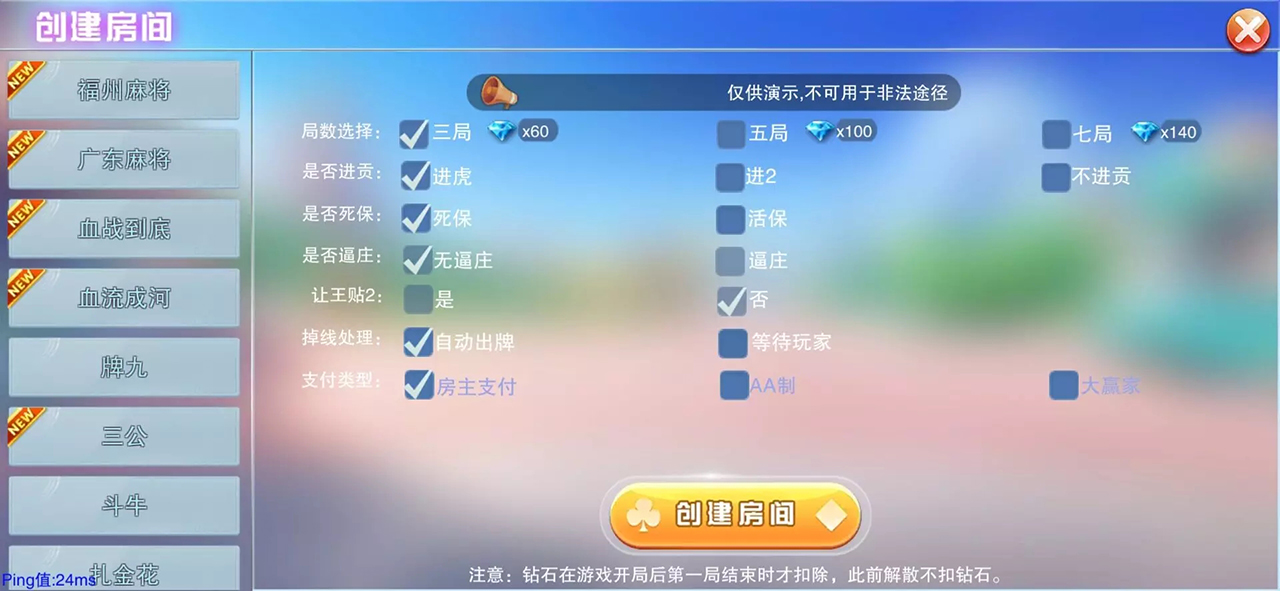 创建房间
仅供演示,不可用于非法途径
NEW 福州麻将
NEW 广东麻将
NEW 血战到底
NEW 血流成河
牌九
NEW 三公
斗牛
扎金花
Ping值:24ms
局数选择： 三局 x60 五局 x100 七局 x140
是否进贡： 进虎 进2 不进贡
是否死保： 死保 活保
是否逼庄： 无逼庄 逼庄
让王贴2： 是 否
掉线处理： 自动出牌 等待玩家
支付类型： 房主支付 AA制 大赢家
创建房间
注意：钻石在游戏开局后第一局结束时才扣除，此前解散不扣钻石。